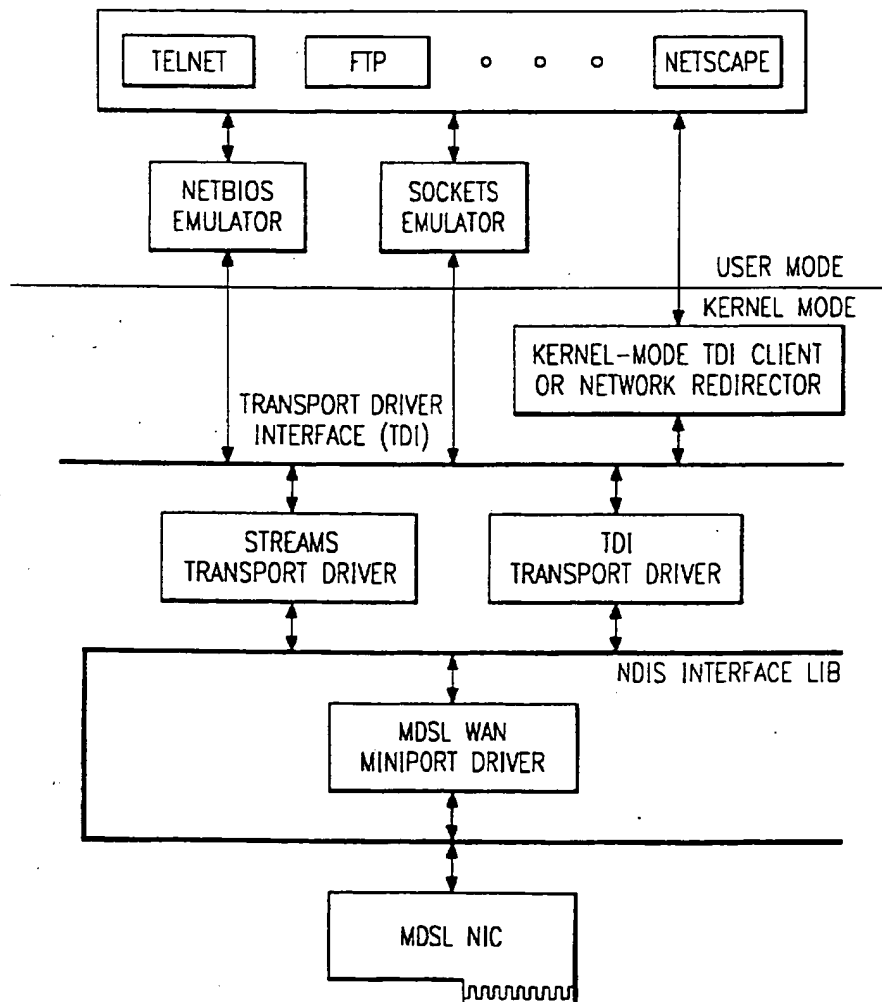 TELNET
FTP
NETSCAPE
NETBIOS
EMULATOR
SOCKETS
EMULATOR
USER MODE
KERNEL MODE
KERNEL-MODE TDI CLIENT
OR NETWORK REDIRECTOR
TRANSPORT DRIVER
INTERFACE (TDI)
STREAMS
TRANSPORT DRIVER
TDI
TRANSPORT DRIVER
NDIS INTERFACE LIB
MDSL WAN
MINIPORT DRIVER
MDSL NIC